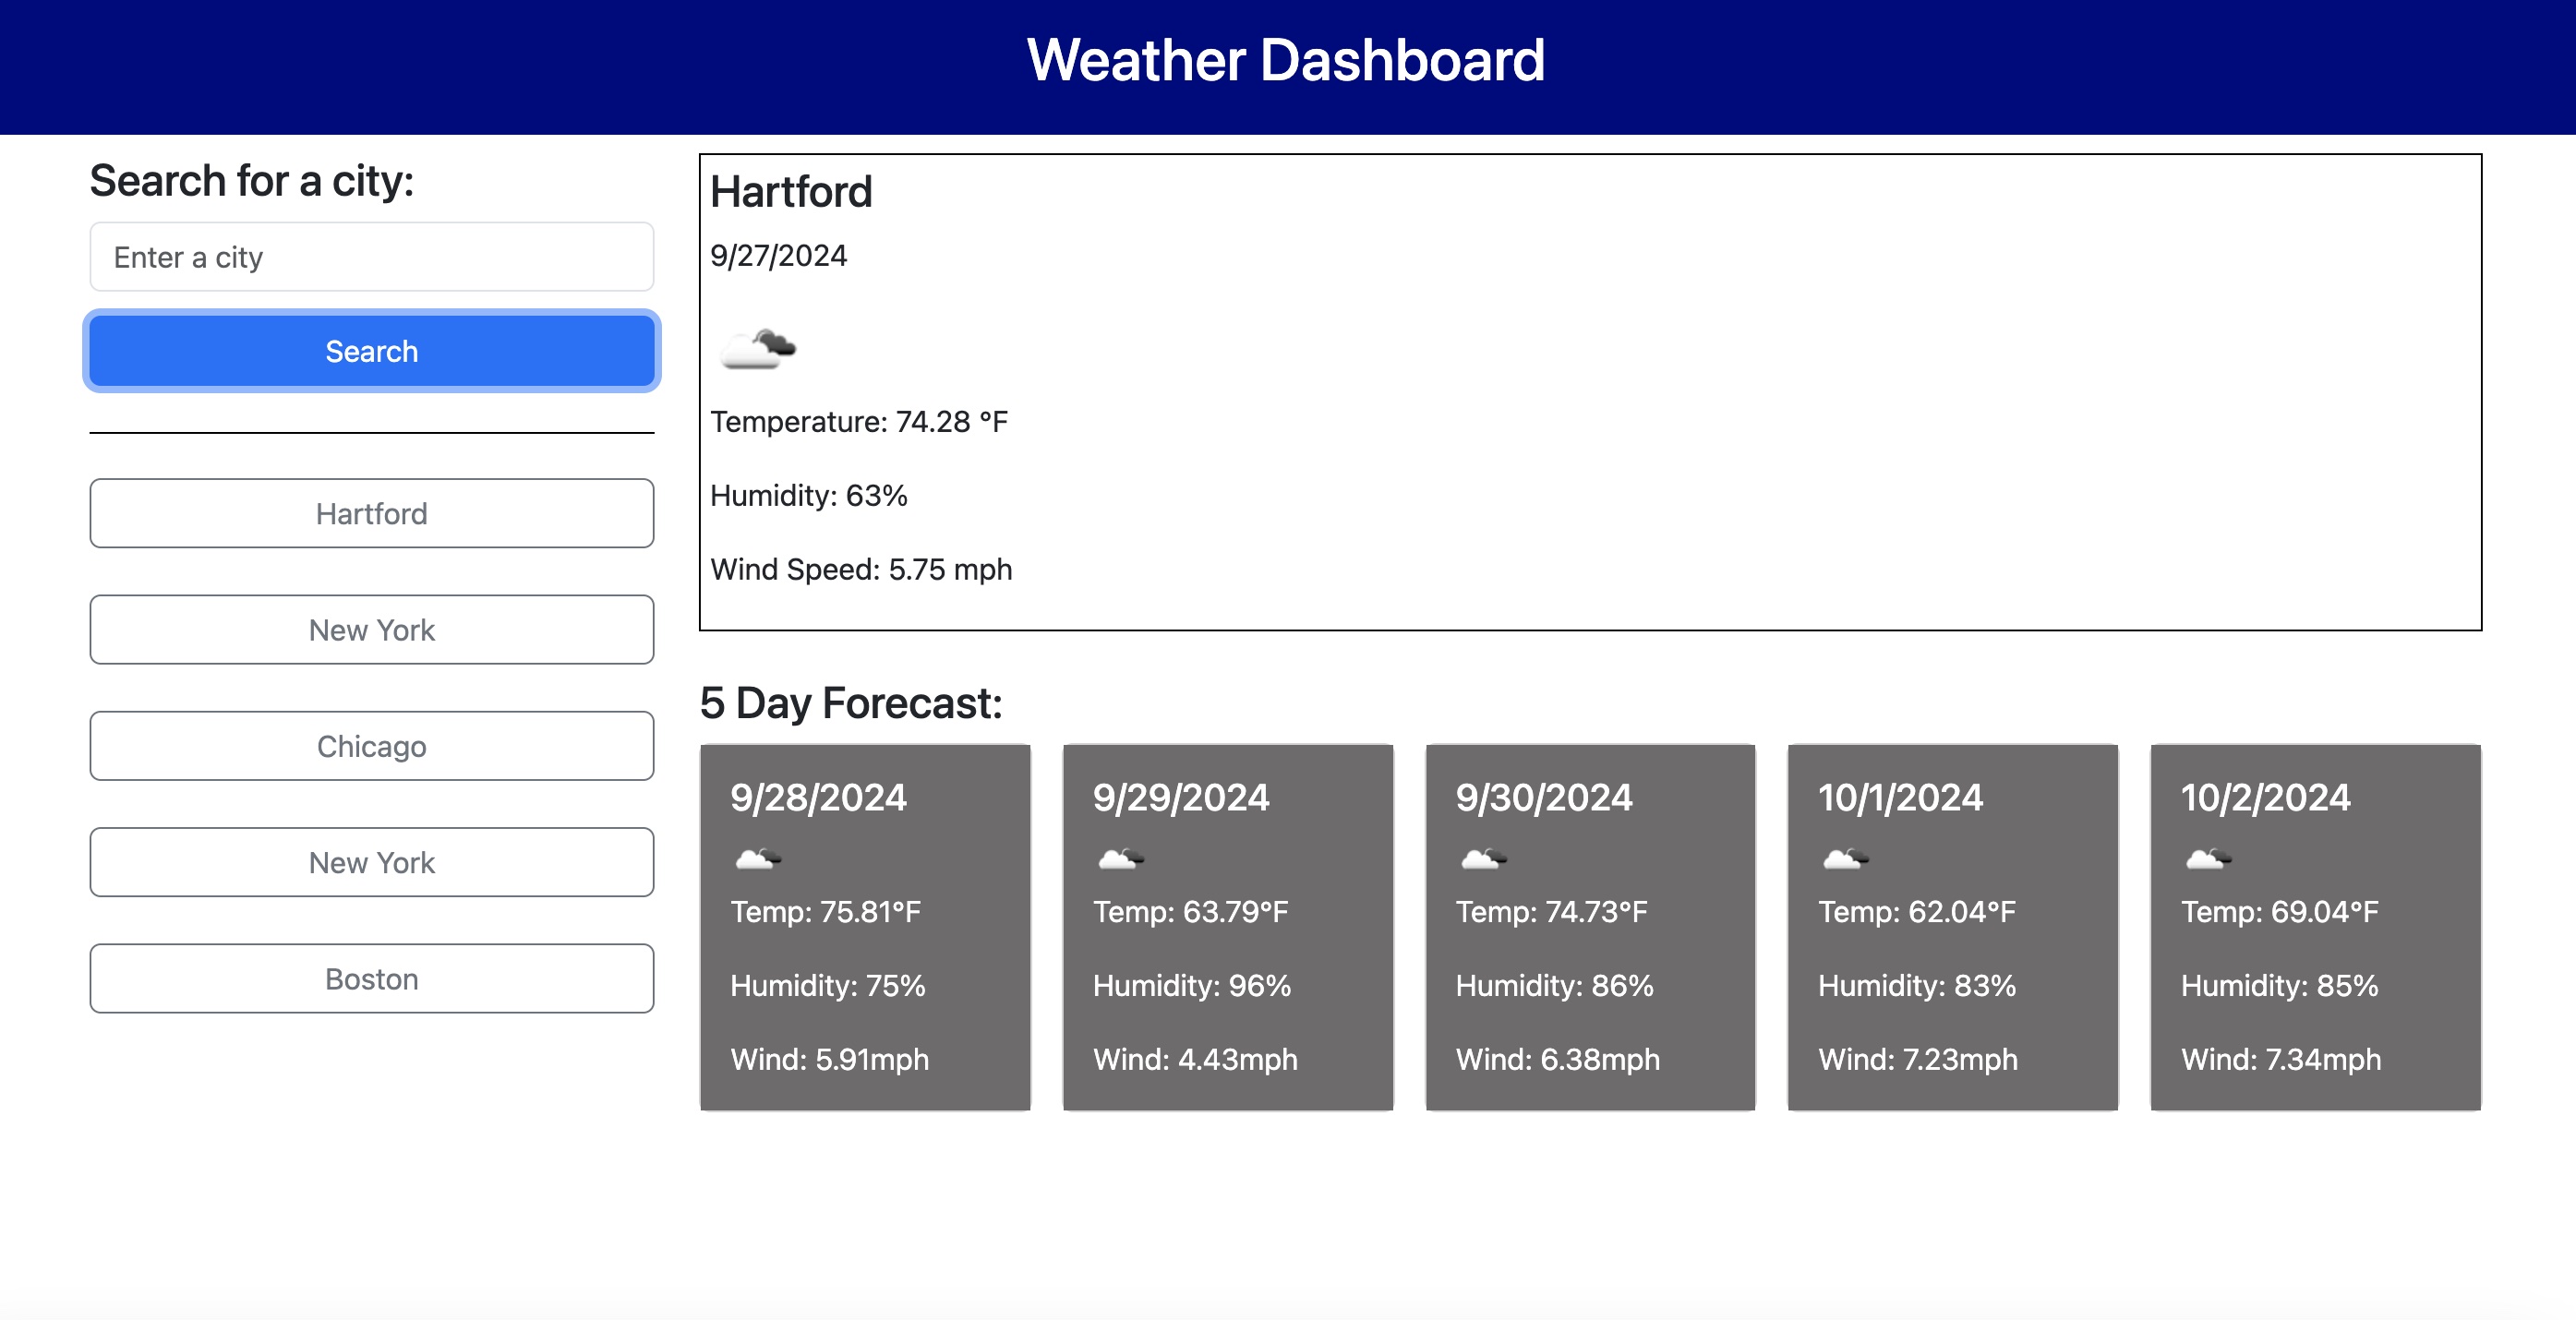 Weather Dashboard
Search for a city:
Enter a city
Search
Hartford
New York
Chicago
New York
Boston
Hartford
9/27/2024
Temperature: 74.28 °F
Humidity: 63%
Wind Speed: 5.75 mph
5 Day Forecast:
9/28/2024
Temp: 75.81°F
Humidity: 75%
Wind: 5.91mph
9/29/2024
Temp: 63.79°F
Humidity: 96%
Wind: 4.43mph
9/30/2024
Temp: 74.73°F
Humidity: 86%
Wind: 6.38mph
10/1/2024
Temp: 62.04°F
Humidity: 83%
Wind: 7.23mph
10/2/2024
Temp: 69.04°F
Humidity: 85%
Wind: 7.34mph